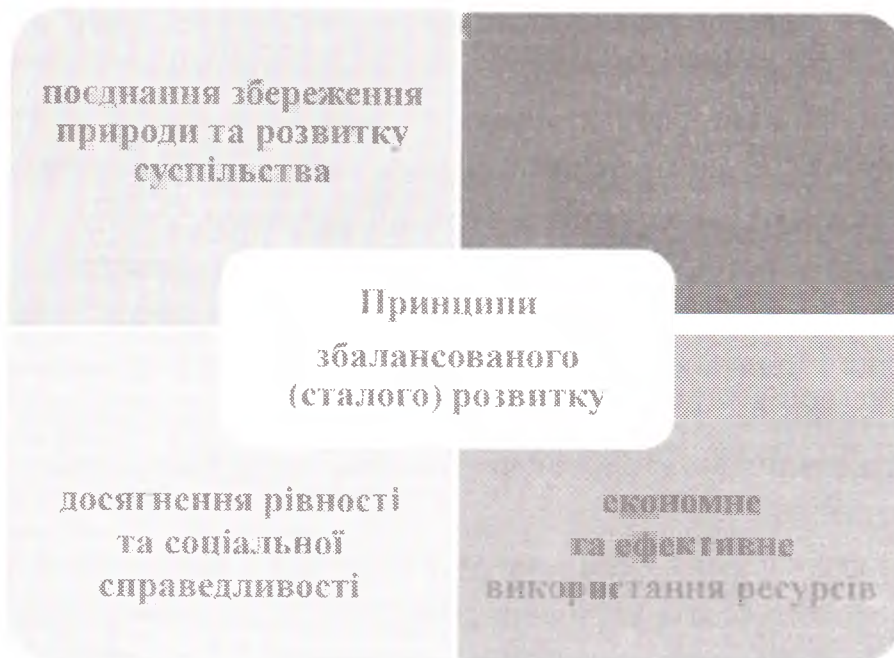 поєднання збереження
природи та розвитку
суспільства
Принципи
збалансованого
(сталого) розвитку
досягнення рівності
та соціальної
справедливості
економне
та ефективне
використання ресурсів